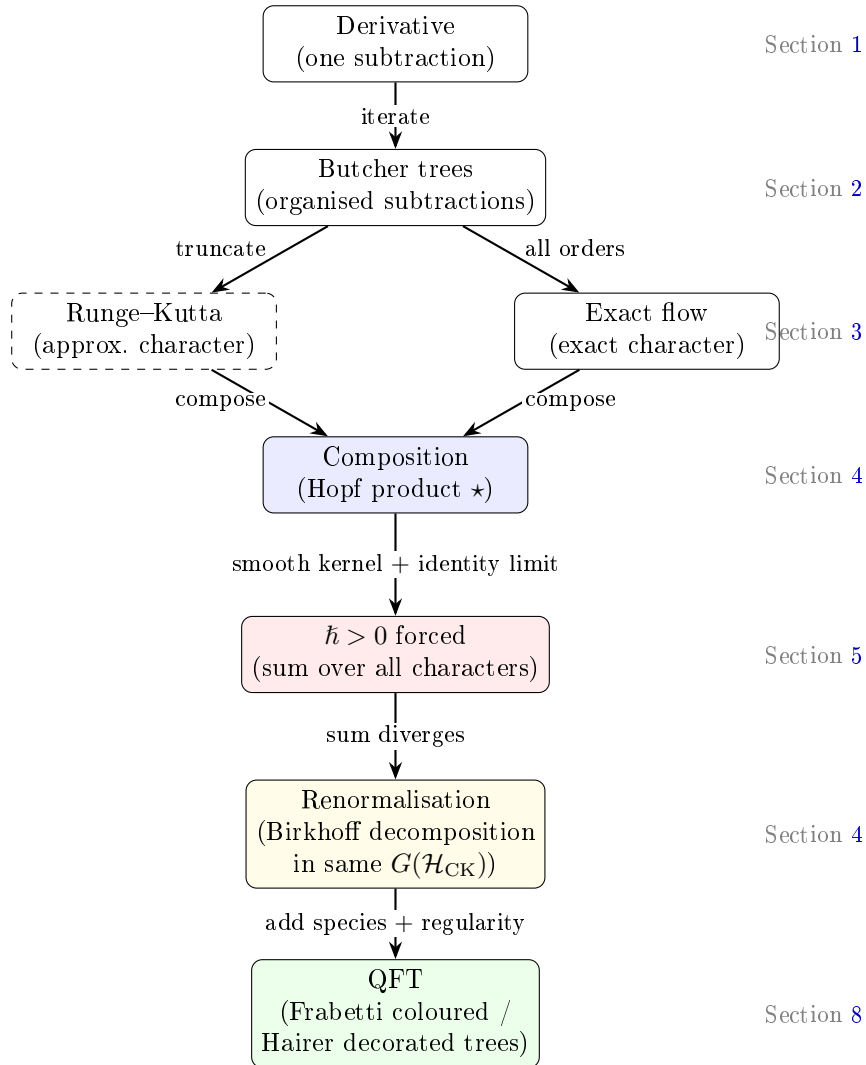 Derivative
(one subtraction)
Section 1
iterate
Butcher trees
(organised subtractions)
Section 2
truncate
all orders
Runge–Kutta
(approx. character)
Exact flow
(exact character)
Section 3
compose
compose
Composition
(Hopf product ⋆)
Section 4
smooth kernel + identity limit
ℏ > 0 forced
(sum over all characters)
Section 5
sum diverges
Renormalisation
(Birkhoff decomposition
in same G(ℋ_CK))
Section 4
add species + regularity
QFT
(Frabetti coloured /
Hairer decorated trees)
Section 8